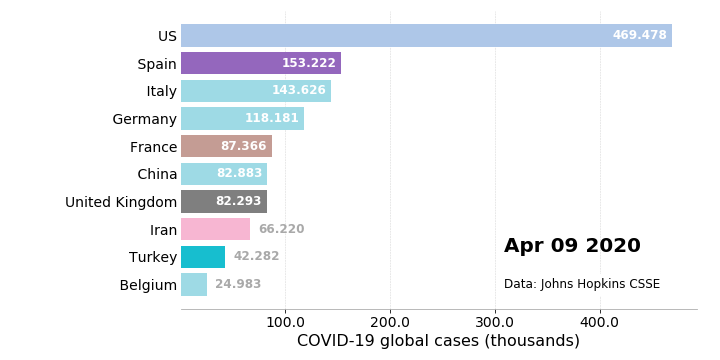 US 469.478
Spain 153.222
Italy 143.626
Germany 118.181
France 87.366
China 82.883
United Kingdom 82.293
Iran 66.220
Turkey 42.282
Belgium 24.983
Apr 09 2020
Data: Johns Hopkins CSSE
100.0 200.0 300.0 400.0
COVID-19 global cases (thousands)